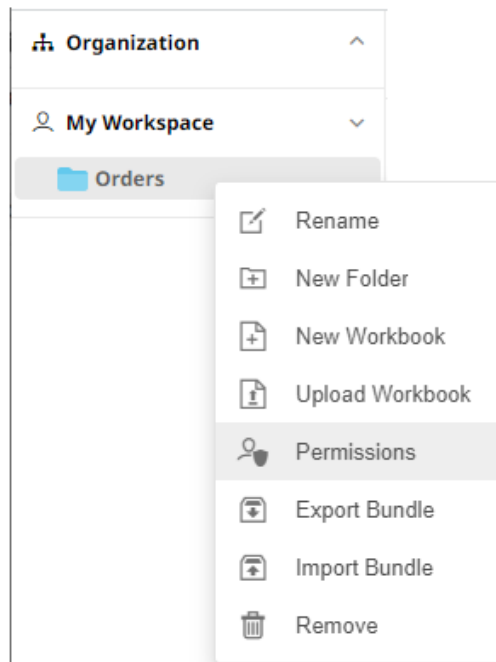 Organization
My Workspace
Orders
Rename
New Folder
New Workbook
Upload Workbook
Permissions
Export Bundle
Import Bundle
Remove